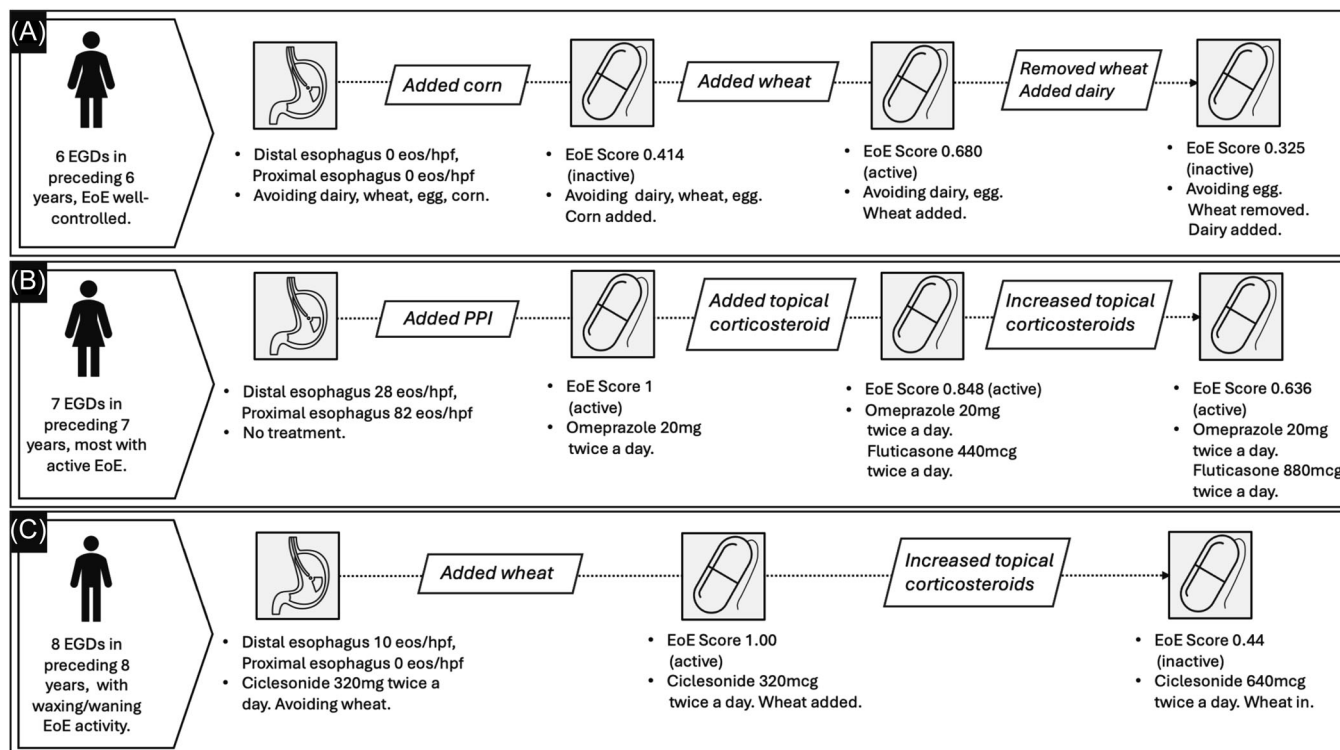 (A)
6 EGDs in
preceding 6
years, EoE well-
controlled.
Added corn
Added wheat
Removed wheat
Added dairy
• Distal esophagus 0 eos/hpf,
Proximal esophagus 0 eos/hpf
• Avoiding dairy, wheat, egg, corn.
• EoE Score 0.414
(inactive)
• Avoiding dairy, wheat, egg.
Corn added.
• EoE Score 0.680
(active)
• Avoiding dairy, egg.
Wheat added.
• EoE Score 0.325
(inactive)
• Avoiding egg.
Wheat removed.
Dairy added.
(B)
7 EGDs in
preceding 7
years, most with
active EoE.
Added PPI
Added topical
corticosteroid
Increased topical
corticosteroids
• Distal esophagus 28 eos/hpf,
Proximal esophagus 82 eos/hpf
• No treatment.
• EoE Score 1
(active)
• Omeprazole 20mg
twice a day.
• EoE Score 0.848 (active)
• Omeprazole 20mg
twice a day.
Fluticasone 440mcg
twice a day.
• EoE Score 0.636
(active)
• Omeprazole 20mg
twice a day.
Fluticasone 880mcg
twice a day.
(C)
8 EGDs in
preceding 8
years, with
waxing/waning
EoE activity.
Added wheat
Increased topical
corticosteroids
• Distal esophagus 10 eos/hpf,
Proximal esophagus 0 eos/hpf
• Ciclesonide 320mg twice a
day. Avoiding wheat.
• EoE Score 1.00
(active)
• Ciclesonide 320mcg
twice a day. Wheat added.
• EoE Score 0.44
(inactive)
• Ciclesonide 640mcg
twice a day. Wheat in.